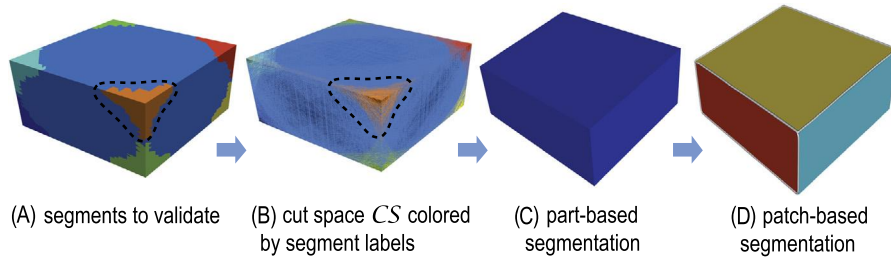 (A) segments to validate
(B) cut space CS colored
by segment labels
(C) part-based
segmentation
(D) patch-based
segmentation